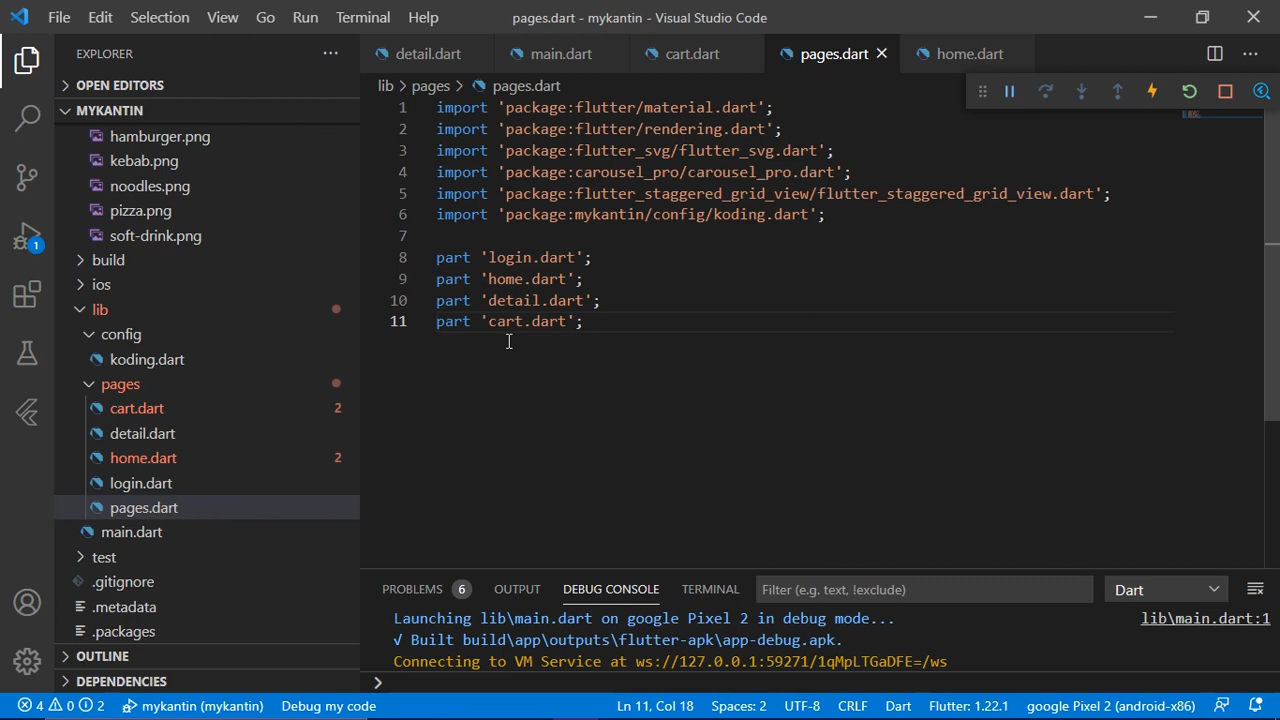 File Edit Selection View Go Run Terminal Help pages.dart - mykantin - Visual Studio Code
EXPLORER
OPEN EDITORS
MYKANTIN
hamburger.png
kebab.png
noodles.png
pizza.png
soft-drink.png
build
ios
lib
config
koding.dart
pages
cart.dart 2
detail.dart
home.dart 2
login.dart
pages.dart
main.dart
test
.gitignore
.metadata
.packages
OUTLINE
DEPENDENCIES
1
detail.dart main.dart cart.dart pages.dart home.dart
lib > pages > pages.dart
1 import 'package:flutter/material.dart';
2 import 'package:flutter/rendering.dart';
3 import 'package:flutter_svg/flutter_svg.dart';
4 import 'package:carousel_pro/carousel_pro.dart';
5 import 'package:flutter_staggered_grid_view/flutter_staggered_grid_view.dart';
6 import 'package:mykantin/config/koding.dart';
7
8 part 'login.dart';
9 part 'home.dart';
10 part 'detail.dart';
11 part 'cart.dart';
PROBLEMS 6 OUTPUT DEBUG CONSOLE TERMINAL Filter (e.g. text, !exclude) Dart
Launching lib\main.dart on google Pixel 2 in debug mode... lib\main.dart:1
√ Built build\app\outputs\flutter-apk\app-debug.apk.
Connecting to VM Service at ws://127.0.0.1:59271/1qMpLTGaDFE=/ws
4 0 2 mykantin (mykantin) Debug my code Ln 11, Col 18 Spaces: 2 UTF-8 CRLF Dart Flutter: 1.22.1 google Pixel 2 (android-x86)